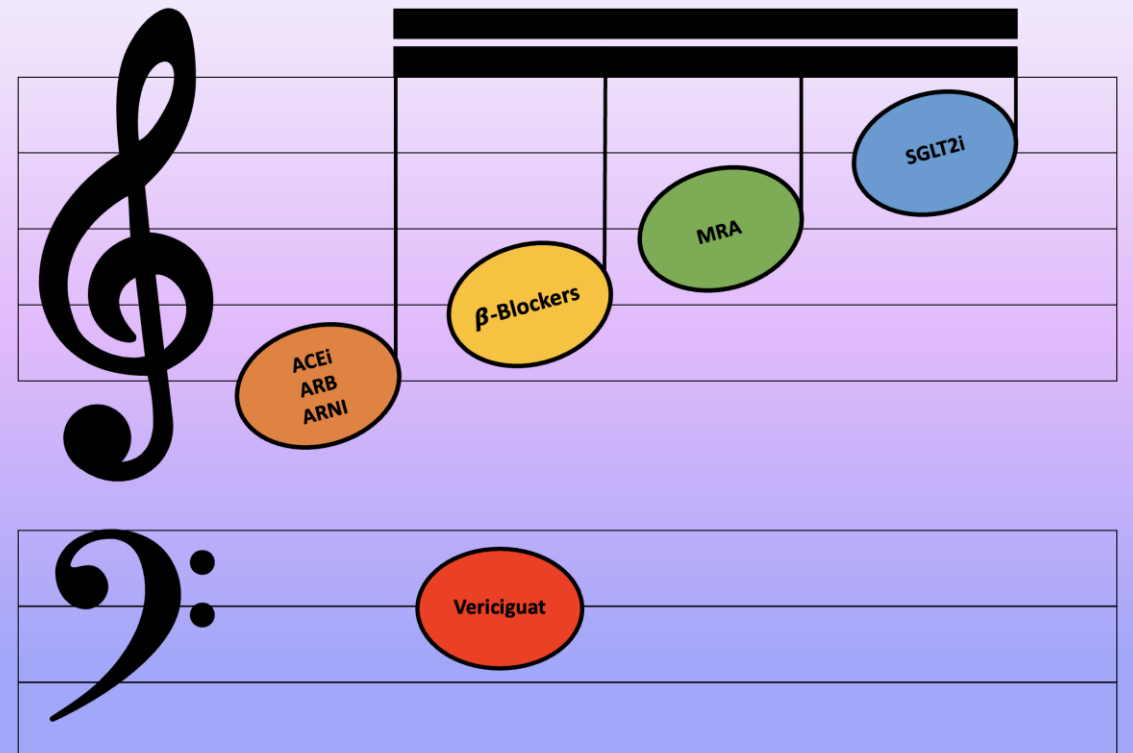 SGLT2i
MRA
β-Blockers
ACEi
ARB
ARNI
Vericiguat